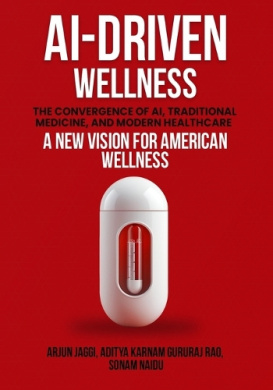 AI-DRIVEN
WELLNESS
THE CONVERGENCE OF AI, TRADITIONAL
MEDICINE, AND MODERN HEALTHCARE
A NEW VISION FOR AMERICAN
WELLNESS
ARJUN JAGGI, ADITYA KARNAM GURURAJ RAO,
SONAM NAIDU